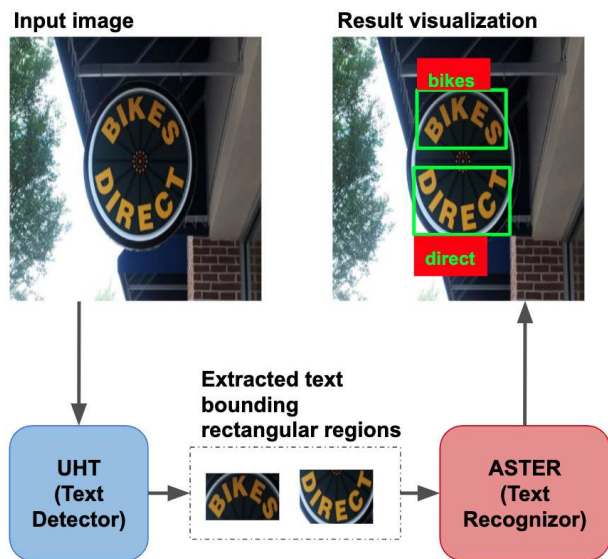 Input image
Result visualization
BIKES
DIRECT
bikes
BIKES
DIRECT
direct
Extracted text
bounding
rectangular regions
UHT
(Text
Detector)
BIKES
DIRECT
ASTER
(Text
Recognizor)